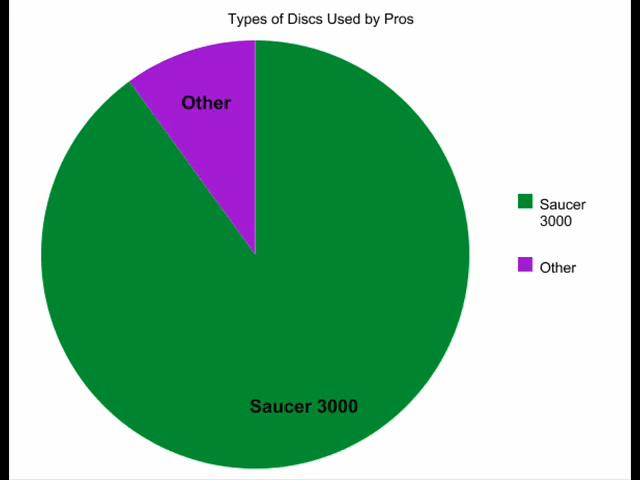 Types of Discs Used by Pros
Other
Saucer
3000
Other
Saucer 3000